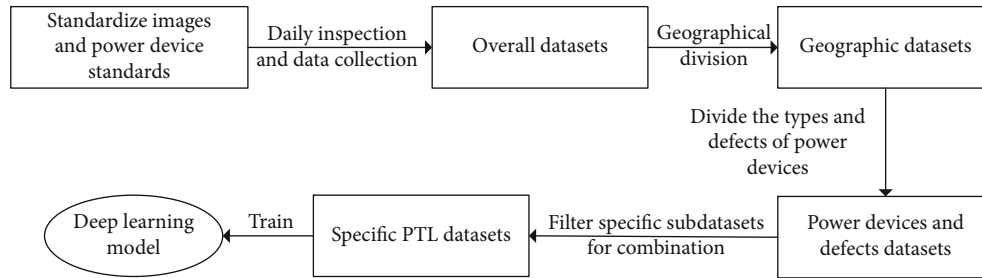 Standardize images
and power device
standards
Daily inspection
and data collection
Overall datasets
Geographical
division
Geographic datasets
Divide the types and
defects of power
devices
Power devices and
defects datasets
Filter specific subdatasets
for combination
Specific PTL datasets
Train
Deep learning
model